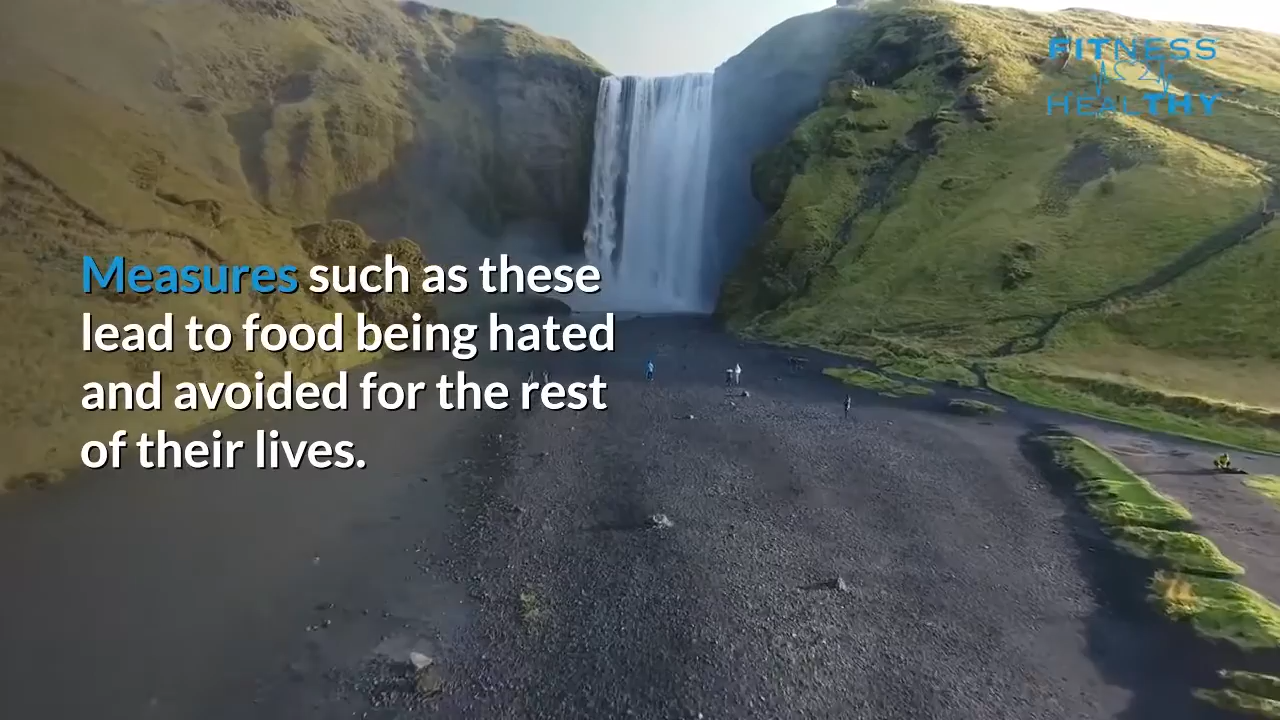 FITNESS
HEALTHY
Measures such as these
lead to food being hated
and avoided for the rest
of their lives.